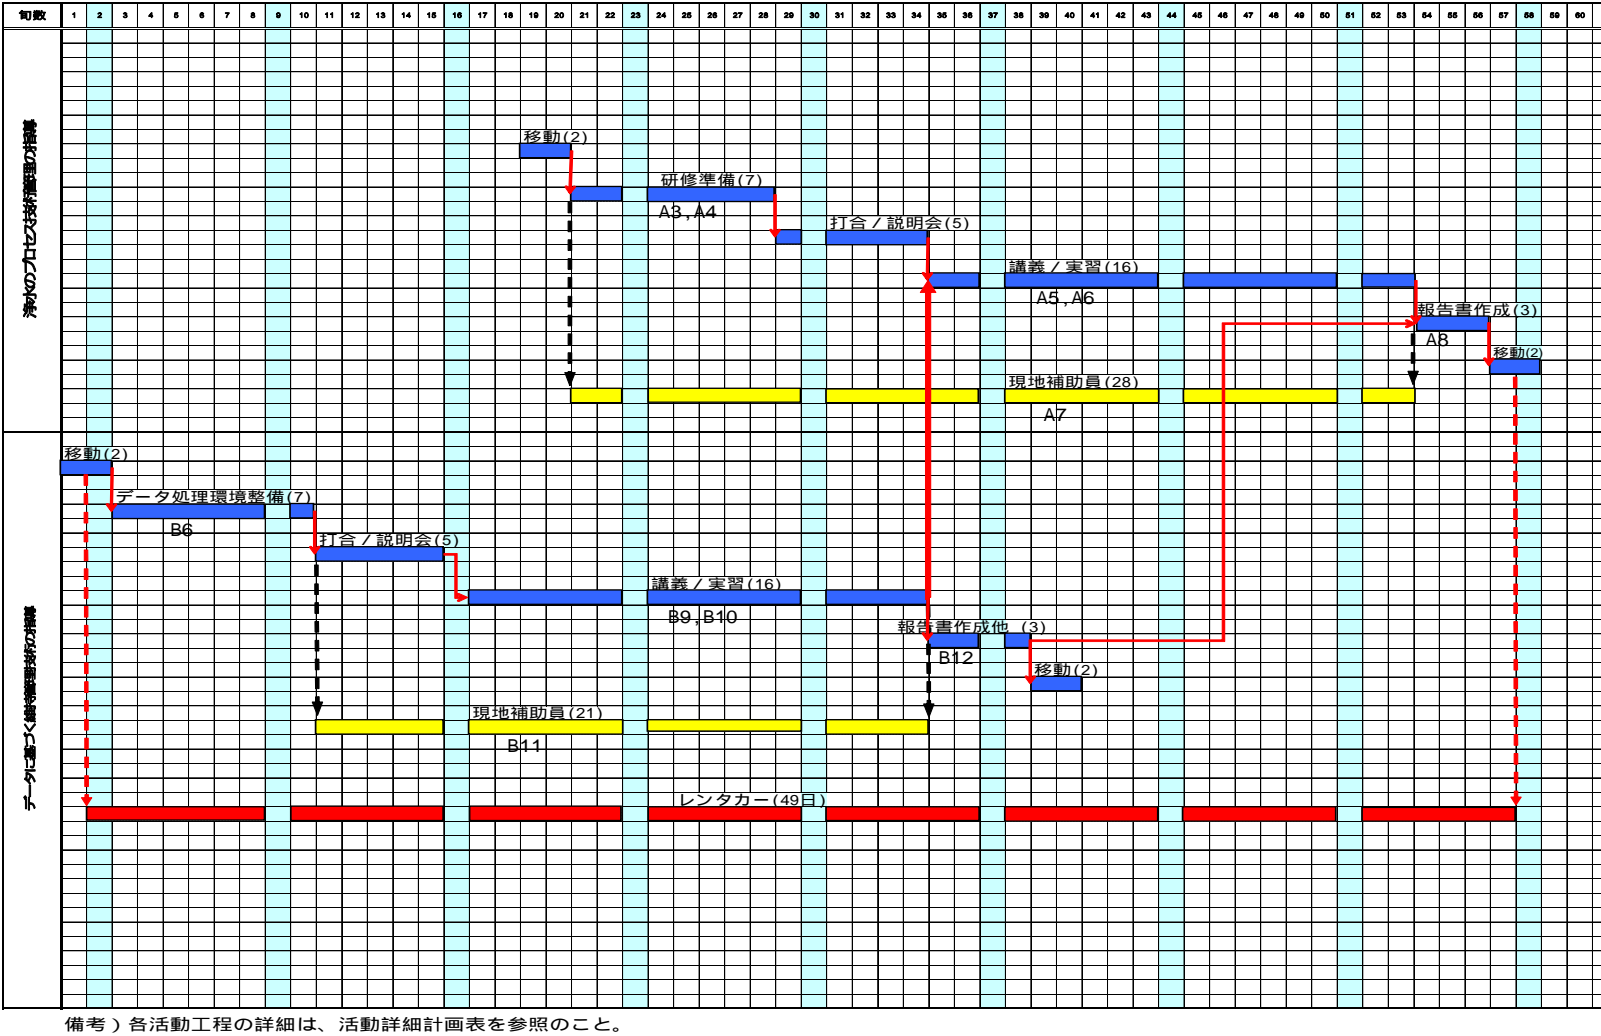 旬数 1 2 3 4 5 6 7 8 9 10 11 12 13 14 15 16 17 18 19 20 21 22 23 24 25 26 27 28 29 30 31 32 33 34 35 36 37 38 39 40 41 42 43 44 45 46 47 48 49 50 51 52 53 54 55 56 57 58 59 60
移動(2)
研修準備(7)
A3,A4
打合/説明会(5)
講義/実習(16)
A5,A6
報告書作成(3)
A8
移動(2)
現地補助員(28)
A7
移動(2)
データ処理環境整備(7)
B6
打合/説明会(5)
講義/実習(16)
B9,B10
報告書作成他 (3)
B12
移動(2)
現地補助員(21)
B11
レンタカー(49日)
備考)各活動工程の詳細は、活動詳細計画表を参照のこと。